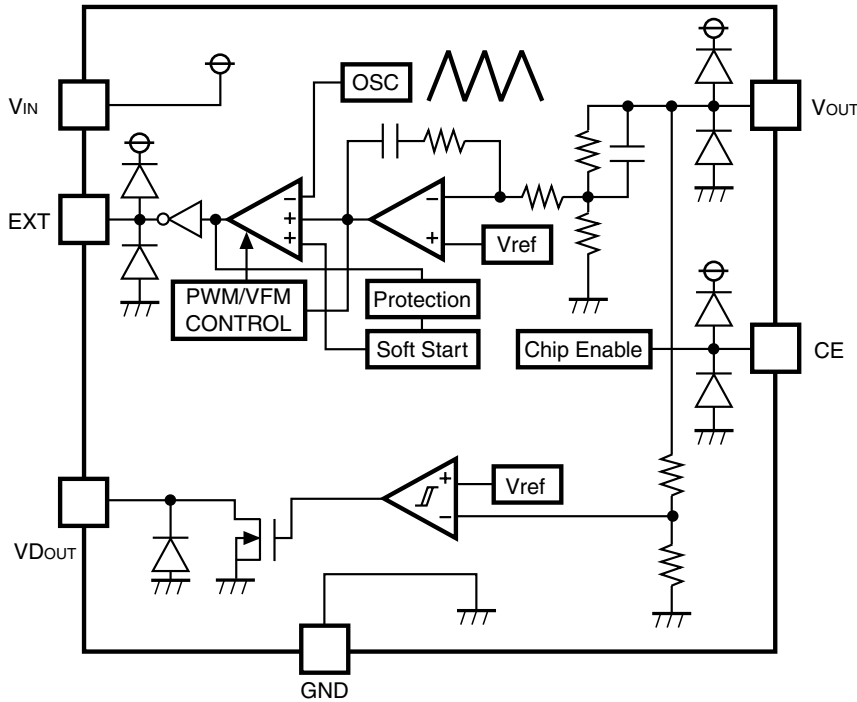 OSC
VIN
VOUT
EXT
Vref
PWM/VFM
CONTROL
Protection
Soft Start
Chip Enable
CE
Vref
VDOUT
GND